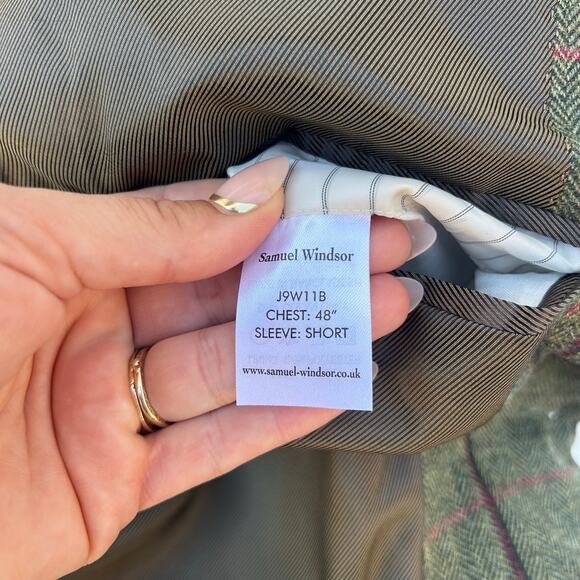 Samuel Windsor
J9W11B
CHEST: 48"
SLEEVE: SHORT
www.samuel-windsor.co.uk